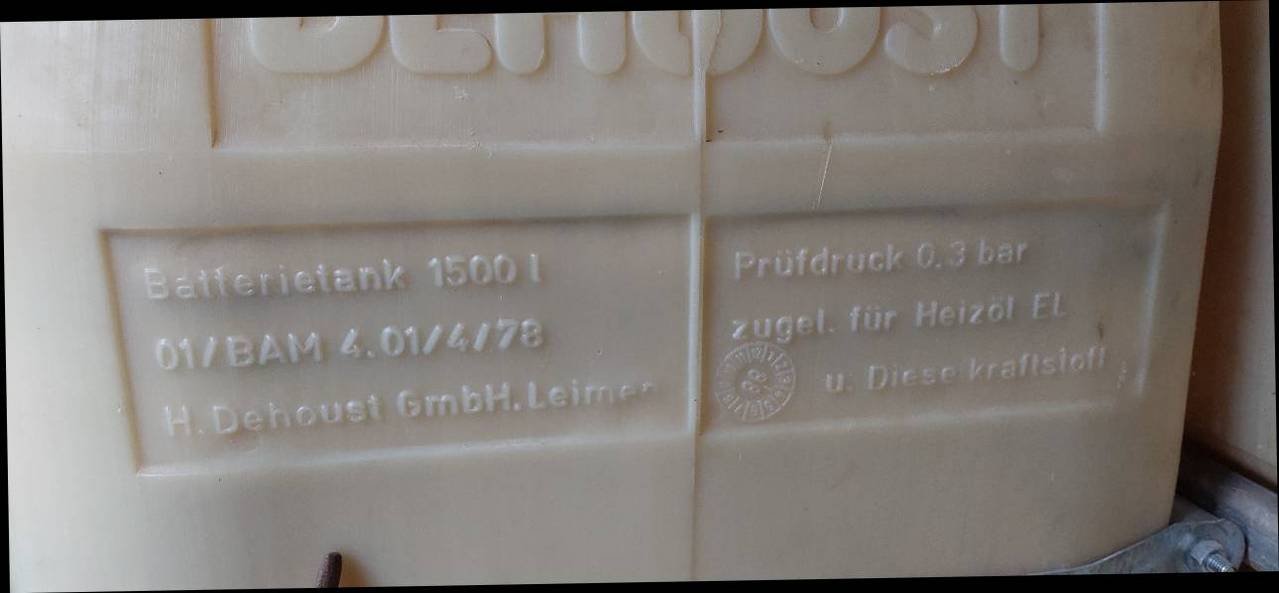 DEHOUST
Batterietank 1500 l
01/BAM 4.01/4/78
H. Dehoust GmbH. Leimen
Prüfdruck 0.3 bar
zugel. für Heizöl EL
u. Dieselkraftstoff